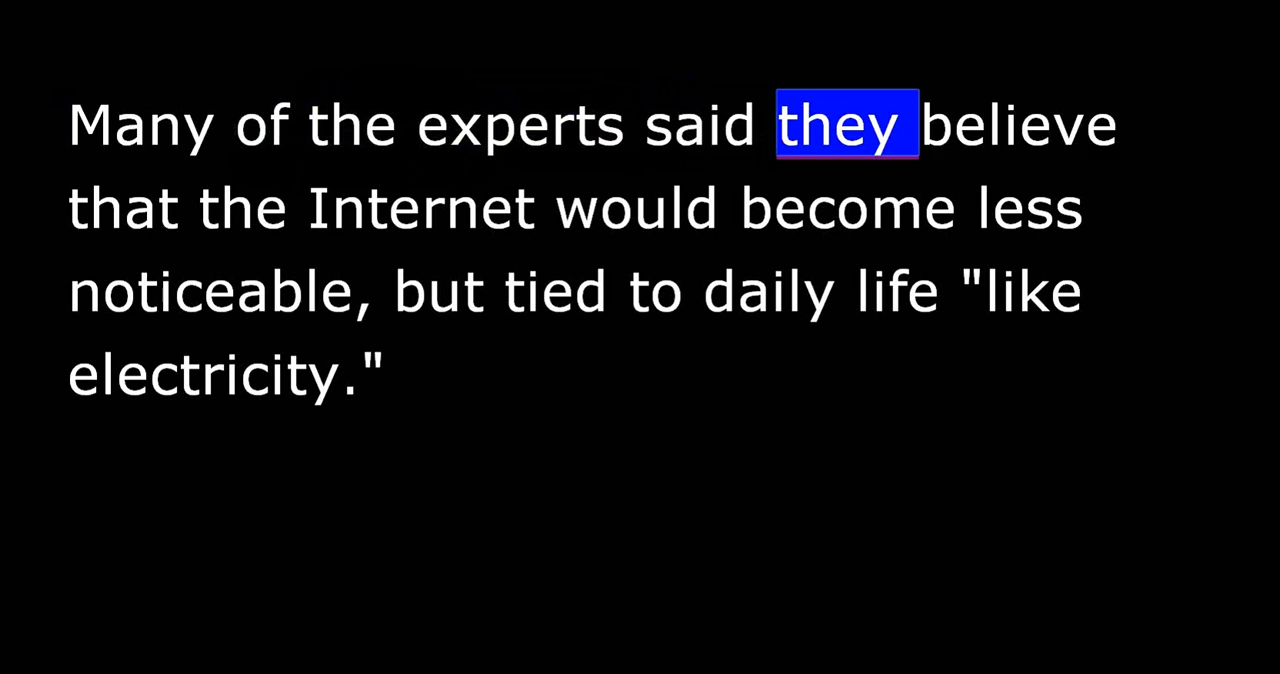 Many of the experts said they believe
that the Internet would become less
noticeable, but tied to daily life "like
electricity."